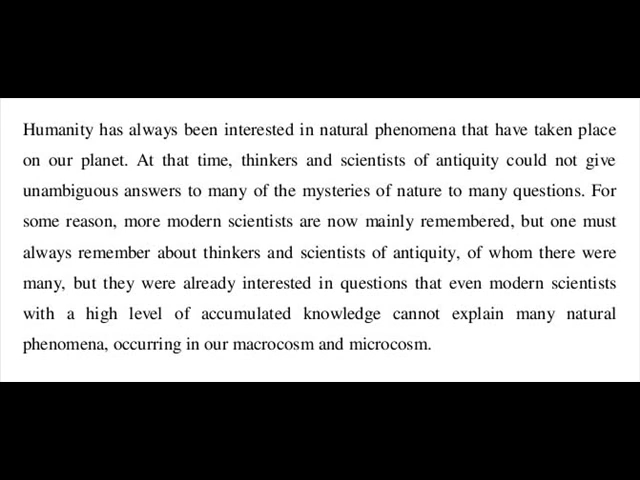 Humanity has always been interested in natural phenomena that have taken place
on our planet. At that time, thinkers and scientists of antiquity could not give
unambiguous answers to many of the mysteries of nature to many questions. For
some reason, more modern scientists are now mainly remembered, but one must
always remember about thinkers and scientists of antiquity, of whom there were
many, but they were already interested in questions that even modern scientists
with a high level of accumulated knowledge cannot explain many natural
phenomena, occurring in our macrocosm and microcosm.